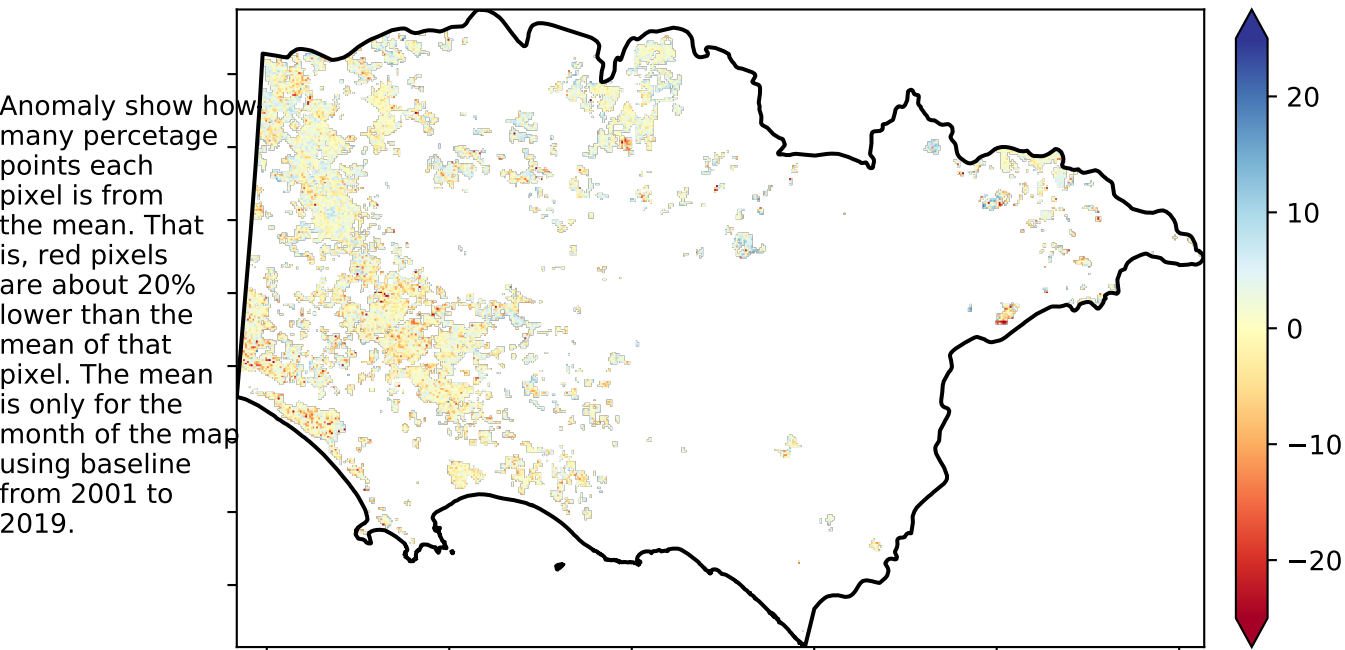 Anomaly show how
many percetage
points each
pixel is from
the mean. That
is, red pixels
are about 20%
lower than the
mean of that
pixel. The mean
is only for the
month of the map
using baseline
from 2001 to
2019.
20
10
0
−10
−20